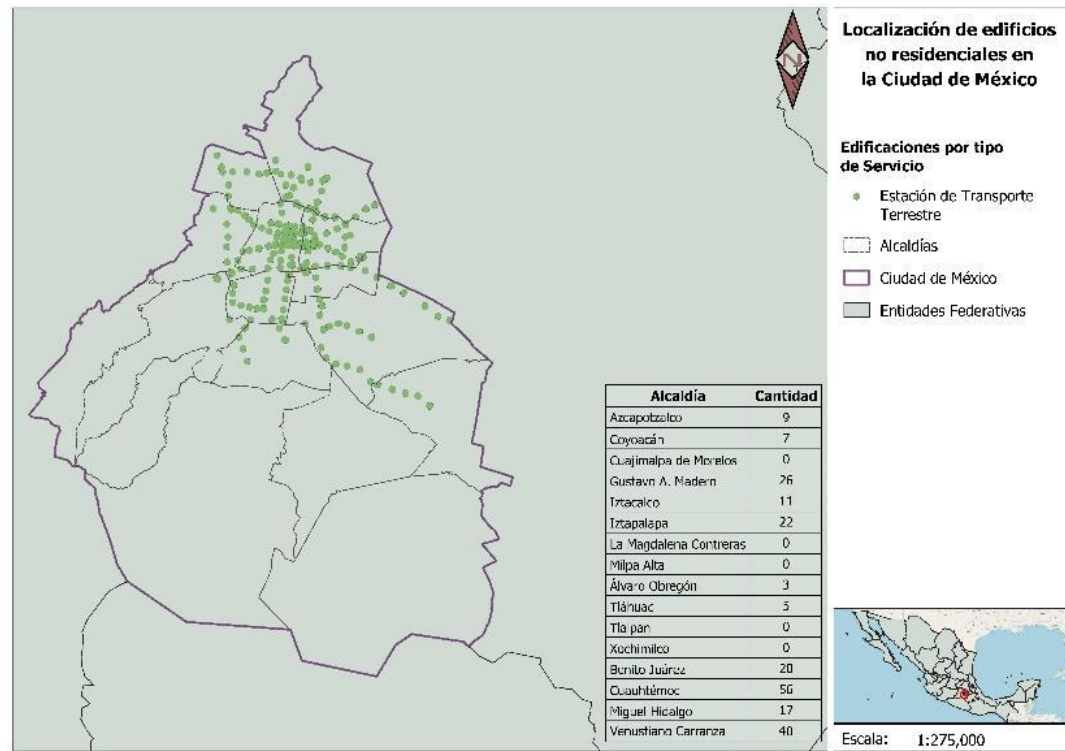 Localización de edificios
no residenciales en
la Ciudad de México
Edificaciones por tipo
de Servicio
Estación de Transporte
Terrestre
Alcaldías
Ciudad de México
Entidades Federativas
N
Alcaldía Cantidad
Azcapotzalco 9
Coyoacán 7
Cuajimalpa de Morelos 0
Gustavo A. Madero 26
Iztacalco 11
Iztapalapa 22
La Magdalena Contreras 0
Milpa Alta 0
Álvaro Obregón 3
Tláhuac 5
Tlalpan 0
Xochimilco 0
Benito Juárez 20
Cuauhtémoc 56
Miguel Hidalgo 17
Venustiano Carranza 40
Escala: 1:275,000